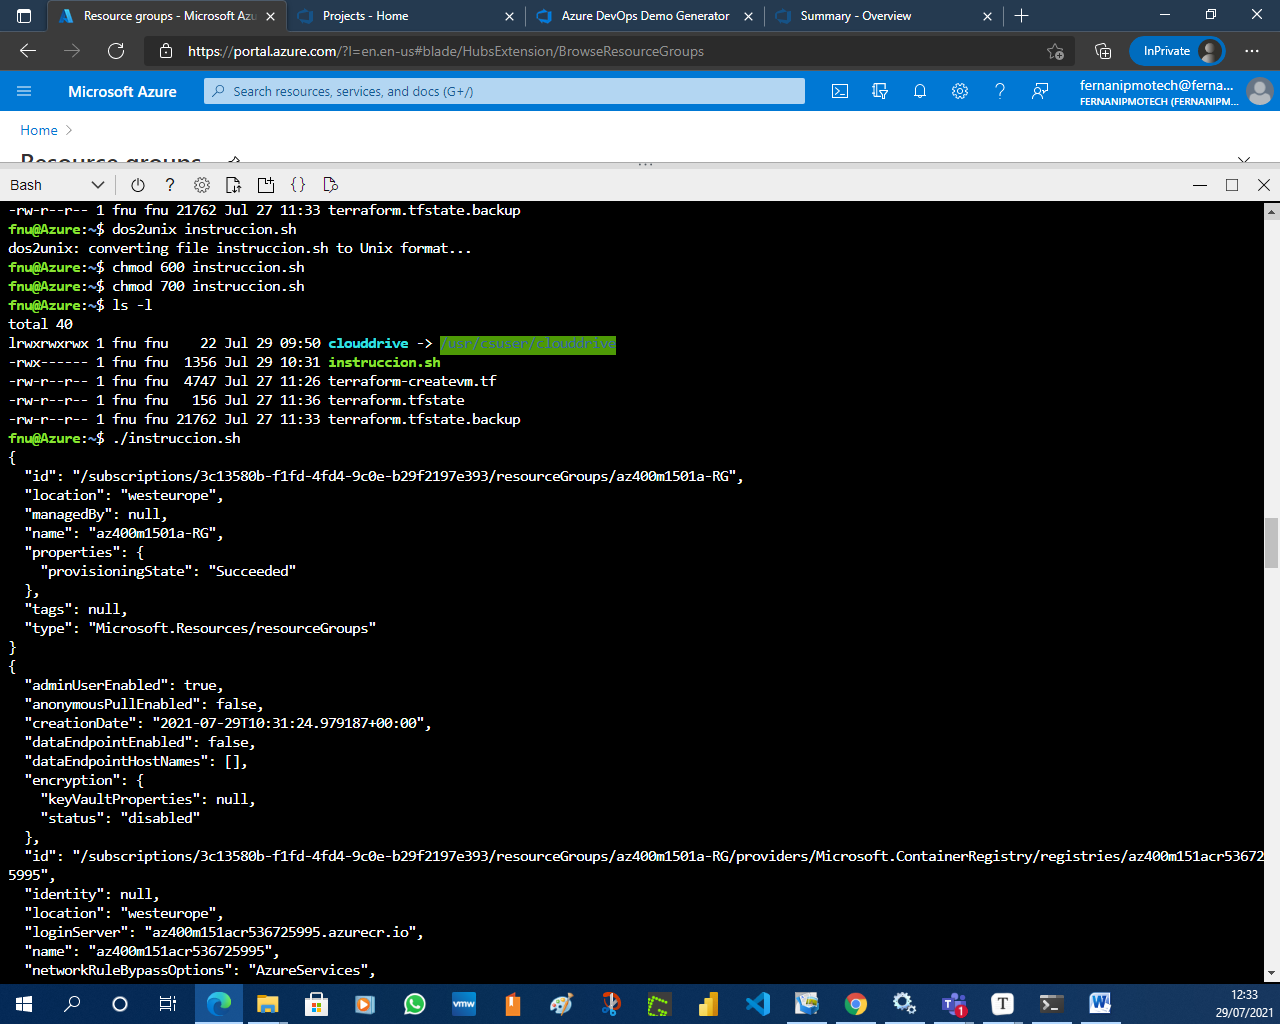 Resource groups - Microsoft Azu
Projects - Home
Azure DevOps Demo Generator
Summary - Overview
https://portal.azure.com/?l=en.en-us#blade/HubsExtension/BrowseResourceGroups
InPrivate
Microsoft Azure
Search resources, services, and docs (G+/)
fernanipmotech@ferna...
FERNANIPMOTECH (FERNANIPM...
Home
Resource groups
Bash
-rw-r--r-- 1 fnu fnu 21762 Jul 27 11:33 terraform.tfstate.backup
fnu@Azure:~$ dos2unix instruccion.sh
dos2unix: converting file instruccion.sh to Unix format...
fnu@Azure:~$ chmod 600 instruccion.sh
fnu@Azure:~$ chmod 700 instruccion.sh
fnu@Azure:~$ ls -l
total 40
lrwxrwxrwx 1 fnu fnu    22 Jul 29 09:50 clouddrive -> /usr/csuser/clouddrive
-rwx------ 1 fnu fnu  1356 Jul 29 10:31 instruccion.sh
-rw-r--r-- 1 fnu fnu  4747 Jul 27 11:26 terraform-createvm.tf
-rw-r--r-- 1 fnu fnu   156 Jul 27 11:36 terraform.tfstate
-rw-r--r-- 1 fnu fnu 21762 Jul 27 11:33 terraform.tfstate.backup
fnu@Azure:~$ ./instruccion.sh
{
  "id": "/subscriptions/3c13580b-f1fd-4fd4-9c0e-b29f2197e393/resourceGroups/az400m1501a-RG",
  "location": "westeurope",
  "managedBy": null,
  "name": "az400m1501a-RG",
  "properties": {
    "provisioningState": "Succeeded"
  },
  "tags": null,
  "type": "Microsoft.Resources/resourceGroups"
}
{
  "adminUserEnabled": true,
  "anonymousPullEnabled": false,
  "creationDate": "2021-07-29T10:31:24.979187+00:00",
  "dataEndpointEnabled": false,
  "dataEndpointHostNames": [],
  "encryption": {
    "keyVaultProperties": null,
    "status": "disabled"
  },
  "id": "/subscriptions/3c13580b-f1fd-4fd4-9c0e-b29f2197e393/resourceGroups/az400m1501a-RG/providers/Microsoft.ContainerRegistry/registries/az400m151acr53672
5995",
  "identity": null,
  "location": "westeurope",
  "loginServer": "az400m151acr536725995.azurecr.io",
  "name": "az400m151acr536725995",
  "networkRuleBypassOptions": "AzureServices",
vmw
1
T
W
12:33
29/07/2021